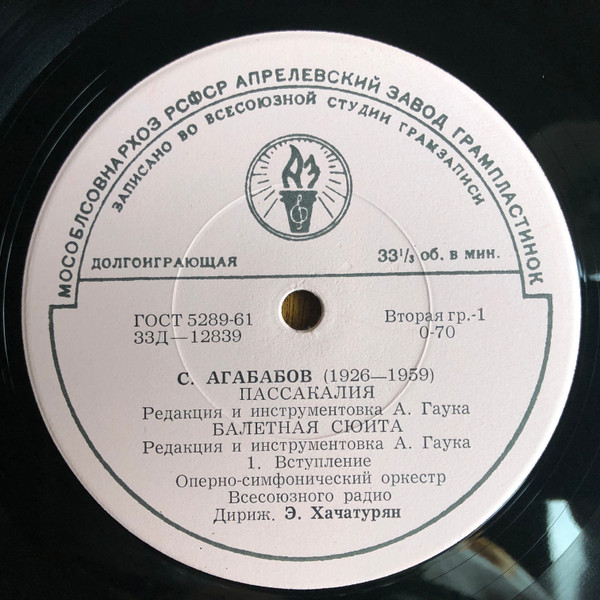 МОСОБЛСОВНАРХОЗ РСФСР АПРЕЛЕВСКИЙ ЗАВОД ГРАМПЛАСТИНОК
ЗАПИСАНО ВО ВСЕСОЮЗНОЙ СТУДИИ ГРАМЗАПИСИ
АЗ
ДОЛГОИГРАЮЩАЯ 33¹/₃ об. в мин.
ГОСТ 5289-61 Вторая гр.-1
33Д—12839 0-70
С. АГАБАБОВ (1926—1959)
ПАССАКАЛИЯ
Редакция и инструментовка А. Гаука
БАЛЕТНАЯ СЮИТА
Редакция и инструментовка А. Гаука
1. Вступление
Оперно-симфонический оркестр
Всесоюзного радио
Дириж. Э. Хачатурян